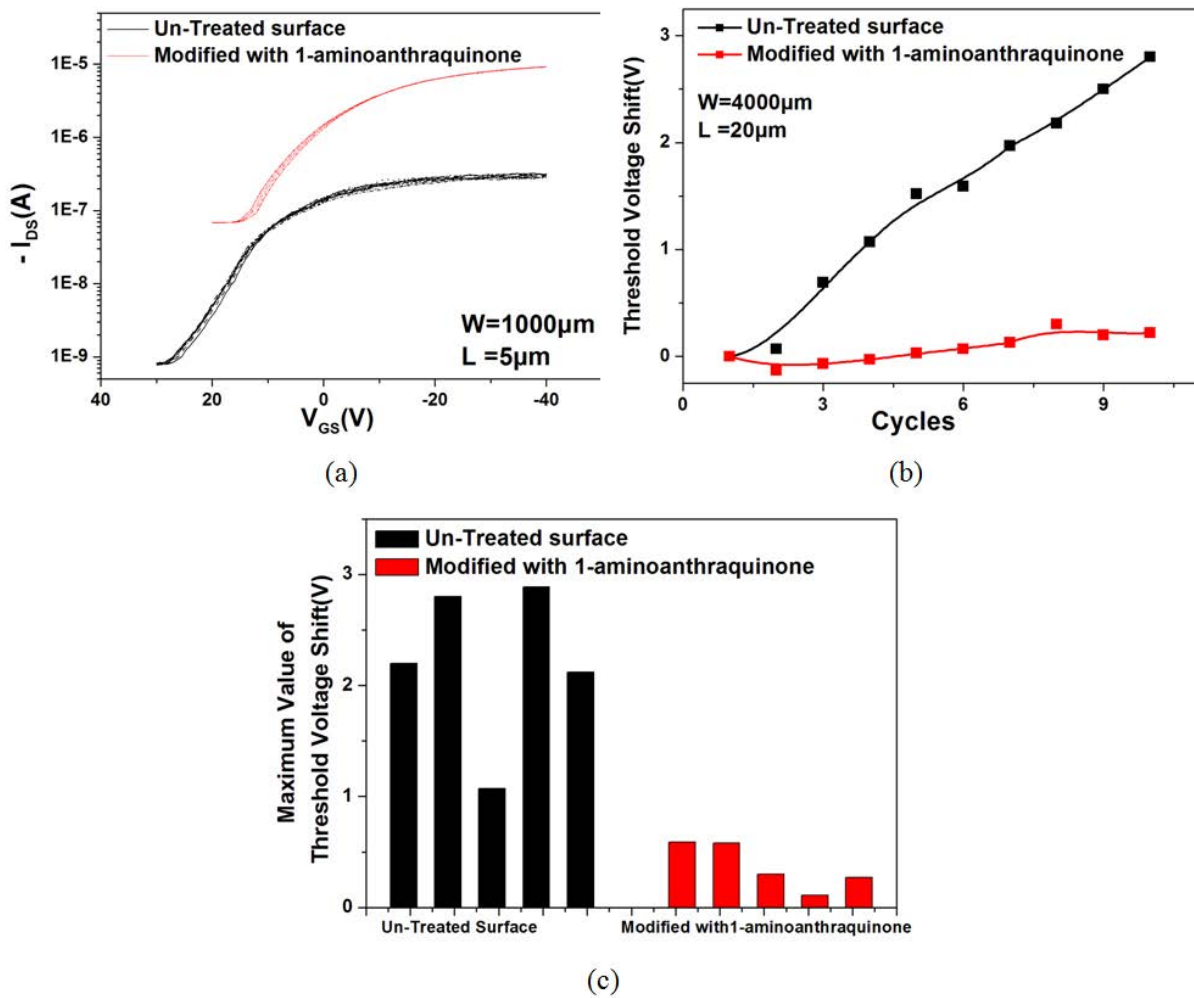 Un-Treated surface
Modified with 1-aminoanthraquinone
1E-5
1E-6
1E-7
1E-8
1E-9
- I_DS(A)
W=1000μm
L =5μm
40 20 0 -20 -40
V_GS(V)
(a)
Un-Treated surface
Modified with 1-aminoanthraquinone
W=4000μm
L =20μm
3
2
1
0
Threshold Voltage Shift(V)
0 3 6 9
Cycles
(b)
Un-Treated surface
Modified with 1-aminoanthraquinone
3
2
1
0
Maximum Value of
Threshold Voltage Shift(V)
Un-Treated Surface Modified with1-aminoanthraquinone
(c)